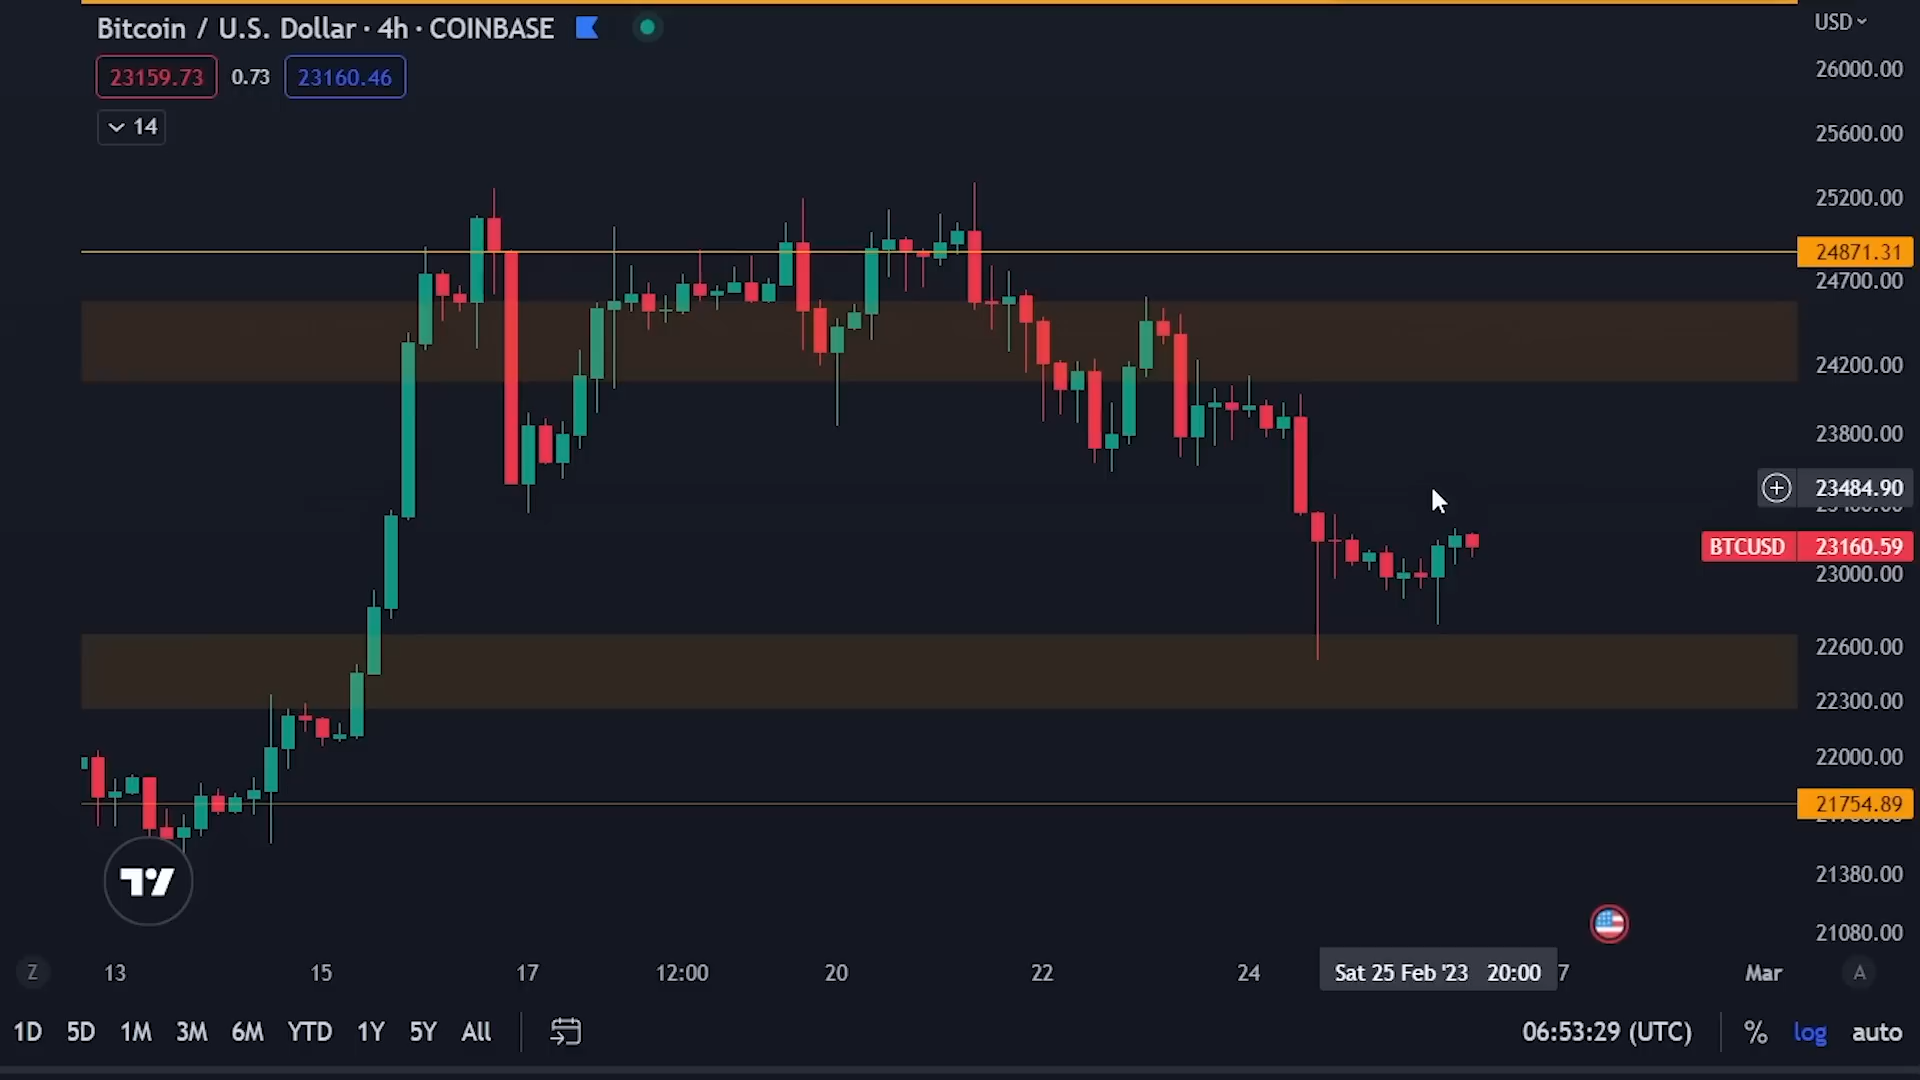 Bitcoin / U.S. Dollar · 4h · COINBASE
USD
23159.73 0.73 23160.46
14
26000.00
25600.00
25200.00
24871.31
24700.00
24200.00
23800.00
23484.90
BTCUSD 23160.59
23000.00
22600.00
22300.00
22000.00
21754.89
21380.00
21080.00
Z 13 15 17 12:00 20 22 24 Sat 25 Feb '23 20:00 7 Mar A
1D 5D 1M 3M 6M YTD 1Y 5Y All 06:53:29 (UTC) % log auto